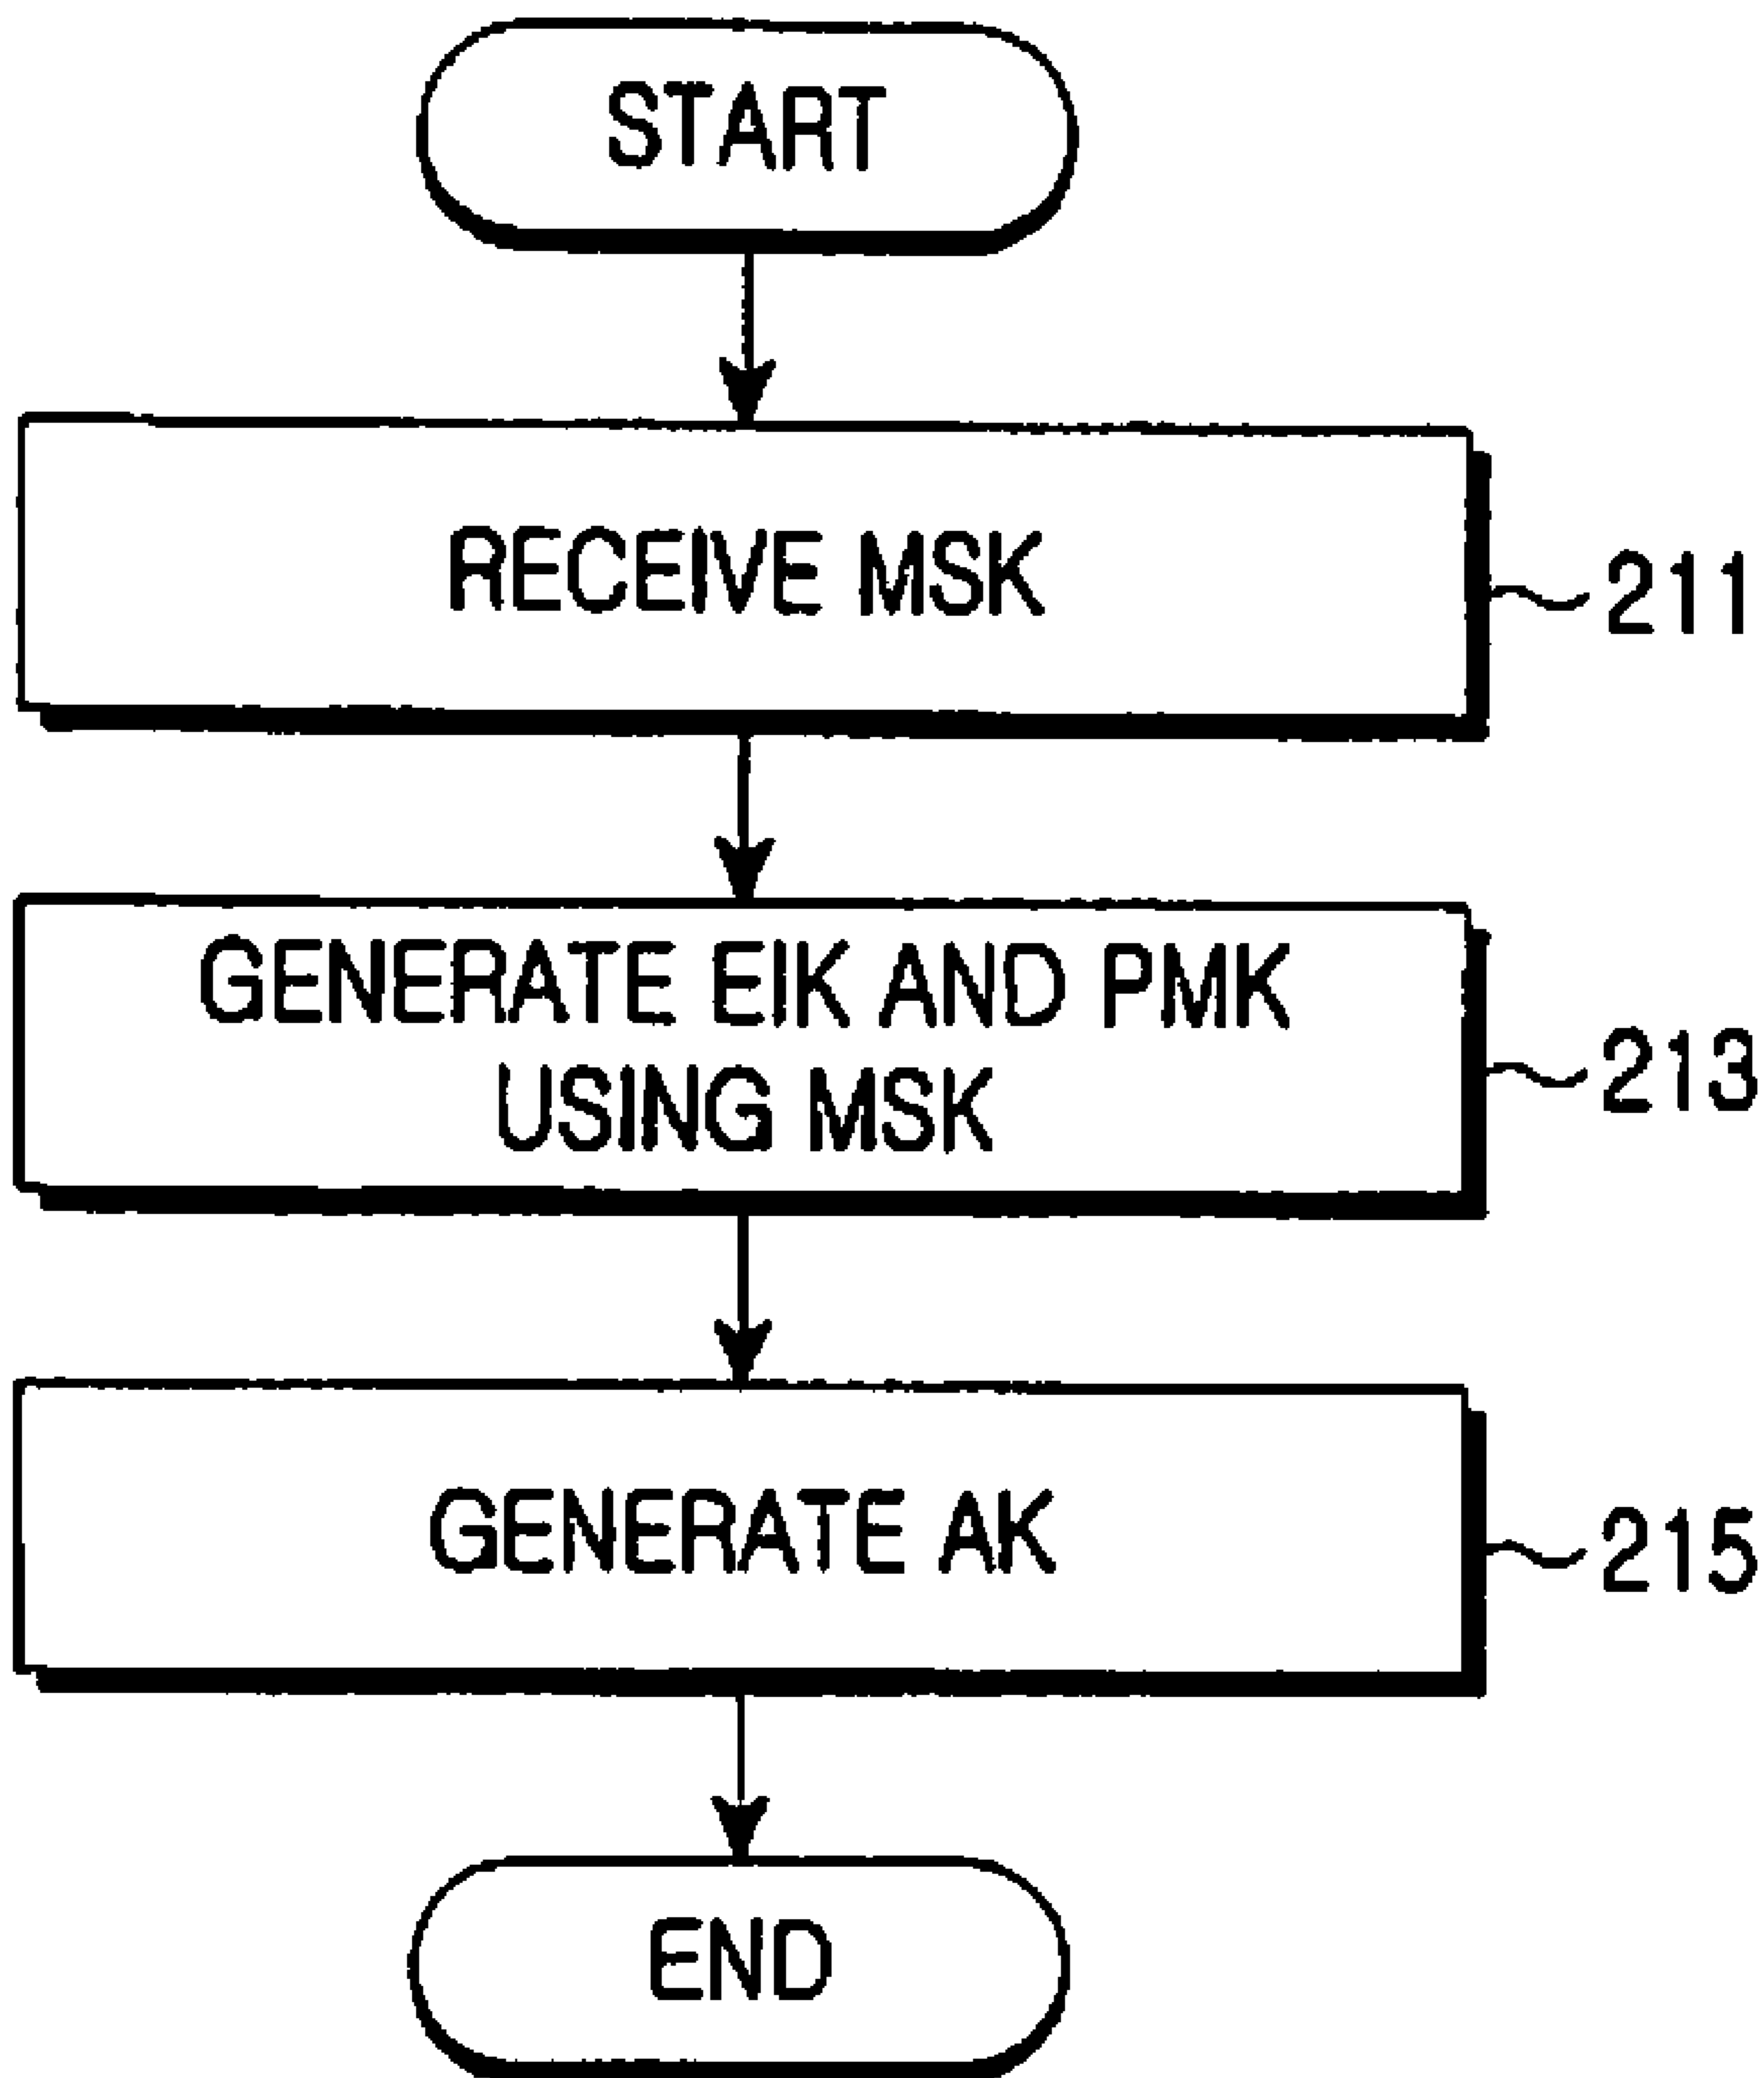 START
RECEIVE MSK
211
GENERATE EIK AND PMK
USING MSK
213
GENERATE AK
215
END